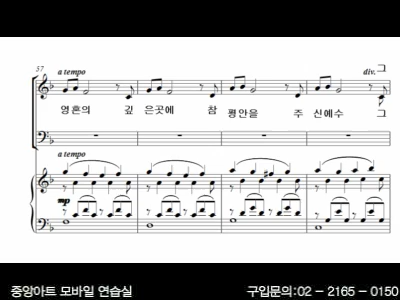 그
57 a tempo div.
영혼의 깊 은곳에 참 평안을 주 신예수 그
a tempo
mp
중앙아트 모바일 연습실 구입문의:02 - 2165 - 0150